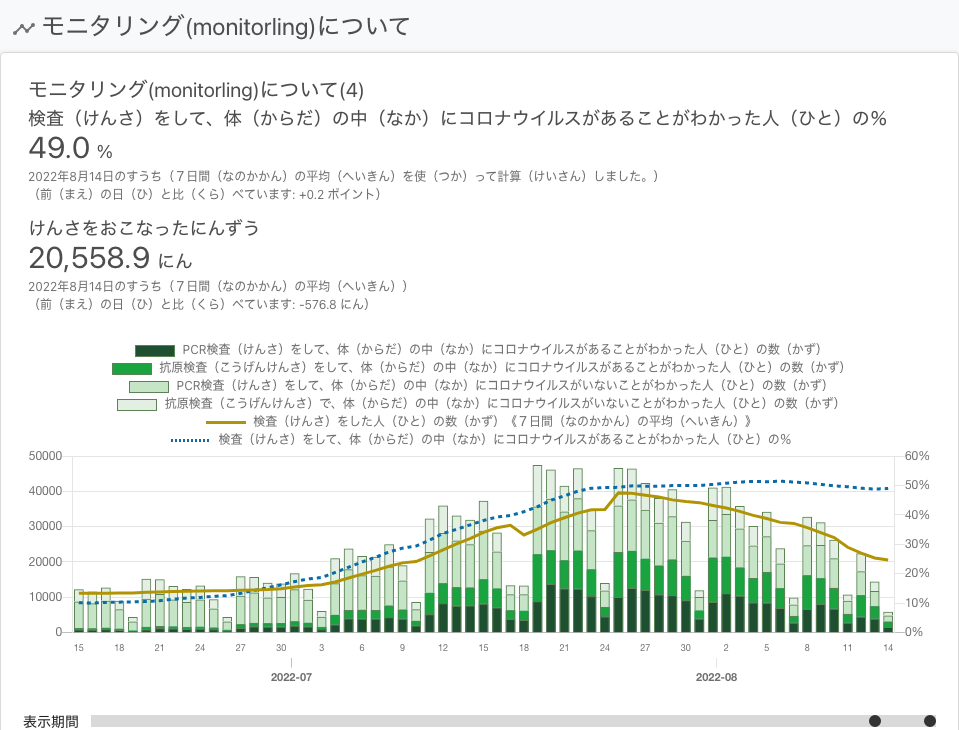 モニタリング(monitorling)について
モニタリング(monitorling)について(4)
検査（けんさ）をして、体（からだ）の中（なか）にコロナウイルスがあることがわかった人（ひと）の％
49.0 %
2022年8月14日のすうち（７日間（なのかかん）の平均（へいきん）を使（つか）って計算（けいさん）しました。）
（前（まえ）の日（ひ）と比（くら）べています: +0.2 ポイント）
けんさをおこなったにんずう
20,558.9 にん
2022年8月14日のすうち（７日間（なのかかん）の平均（へいきん））
（前（まえ）の日（ひ）と比（くら）べています: -576.8 にん）
PCR検査（けんさ）をして、体（からだ）の中（なか）にコロナウイルスがあることがわかった人（ひと）の数（かず）
抗原検査（こうげんけんさ）をして、体（からだ）の中（なか）にコロナウイルスがあることがわかった人（ひと）の数（かず）
PCR検査（けんさ）をして、体（からだ）の中（なか）にコロナウイルスがいないことがわかった人（ひと）の数（かず）
抗原検査（こうげんけんさ）で、体（からだ）の中（なか）にコロナウイルスがいないことがわかった人（ひと）の数（かず）
検査（けんさ）をした人（ひと）の数（かず）《７日間（なのかかん）の平均（へいきん）》
検査（けんさ）をして、体（からだ）の中（なか）にコロナウイルスがあることがわかった人（ひと）の％
50000 60%
40000 50%
40%
30000
30%
20000
20%
10000 10%
0 0%
15 18 21 24 27 30 3 6 9 12 15 18 21 24 27 30 2 5 8 11 14
2022-07 2022-08
表示期間